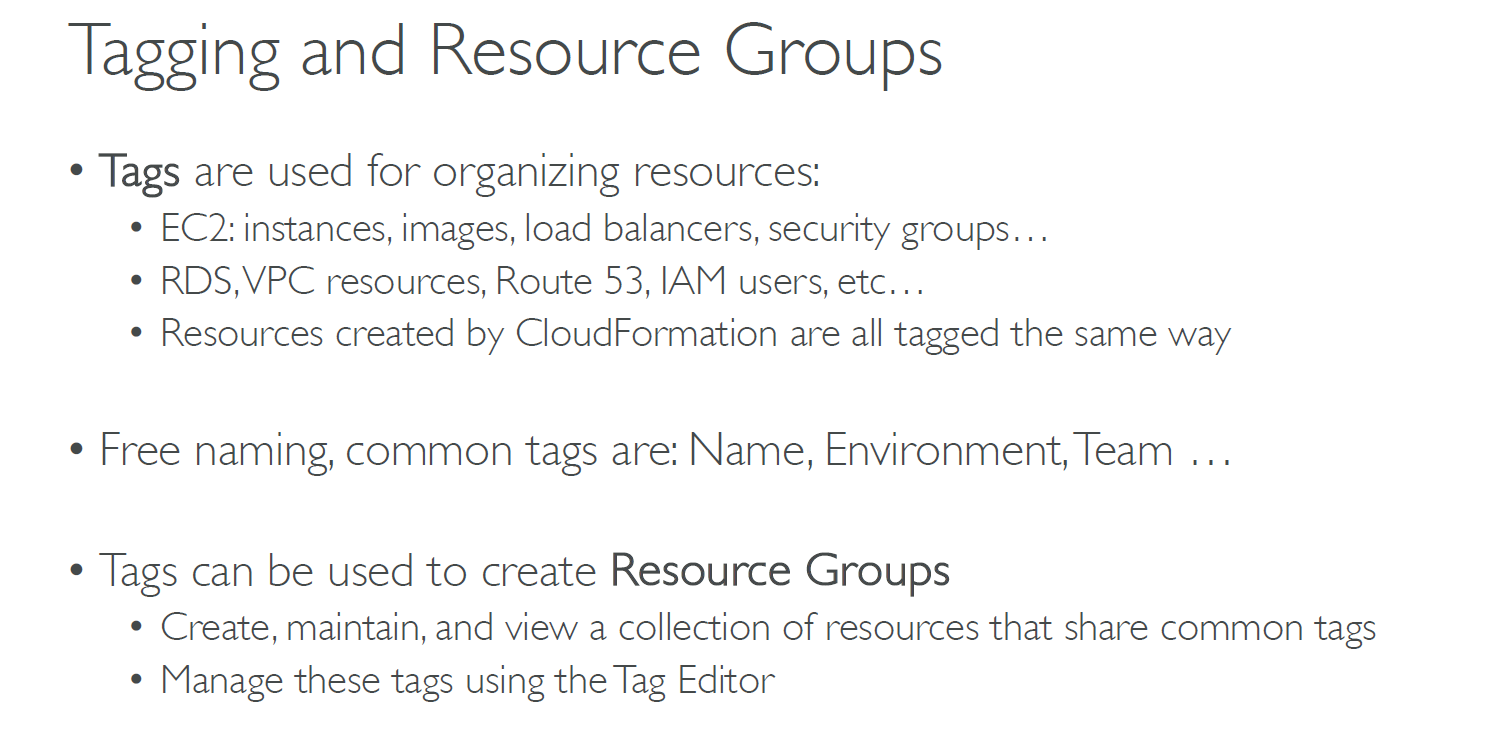 Tagging and Resource Groups
• Tags are used for organizing resources:
• EC2: instances, images, load balancers, security groups…
• RDS, VPC resources, Route 53, IAM users, etc…
• Resources created by CloudFormation are all tagged the same way
• Free naming, common tags are: Name, Environment, Team …
• Tags can be used to create Resource Groups
• Create, maintain, and view a collection of resources that share common tags
• Manage these tags using the Tag Editor